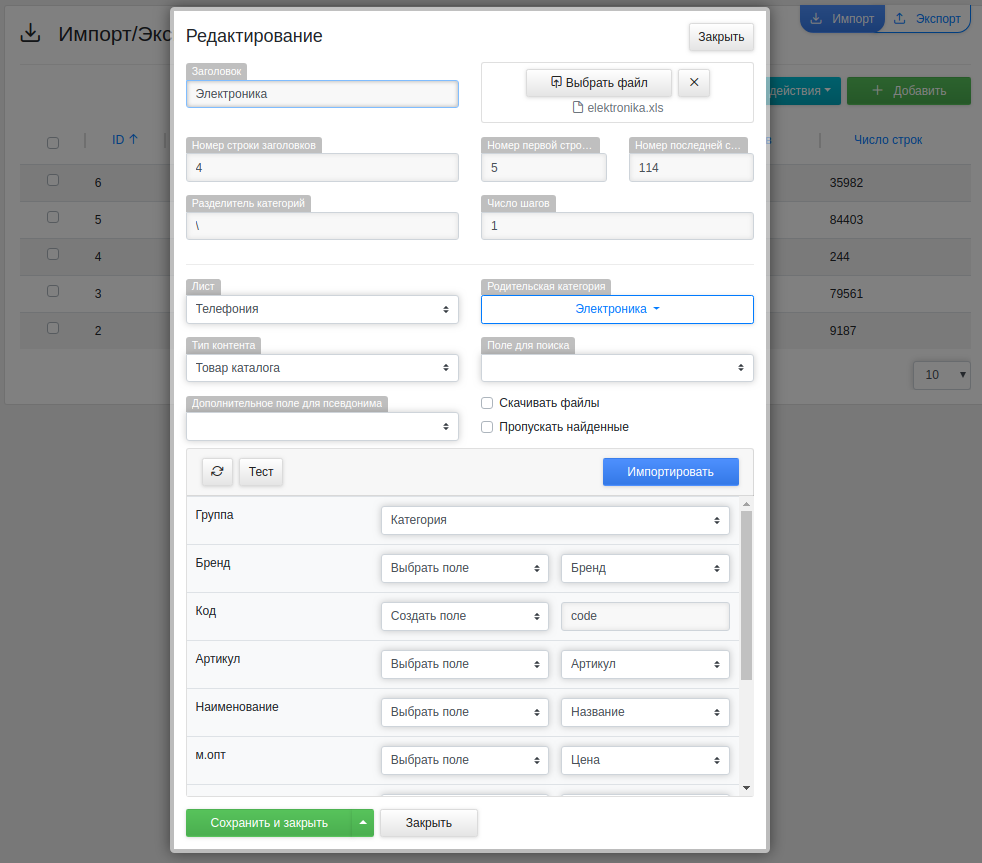 Импорт/Экс
Импорт
Экспорт
действия
Добавить
ID
Число строк
6
35982
5
84403
4
244
3
79561
2
9187
10
Редактирование
Закрыть
Заголовок
Электроника
Выбрать файл
elektronika.xls
Номер строки заголовков
4
Номер первой стро...
5
Номер последней с...
114
Разделитель категорий
\
Число шагов
1
Лист
Телефония
Родительская категория
Электроника
Тип контента
Товар каталога
Поле для поиска
Дополнительное поле для псевдонима
Скачивать файлы
Пропускать найденные
Тест
Импортировать
Группа
Категория
Бренд
Выбрать поле
Бренд
Код
Создать поле
code
Артикул
Выбрать поле
Артикул
Наименование
Выбрать поле
Название
м.опт
Выбрать поле
Цена
Сохранить и закрыть
Закрыть